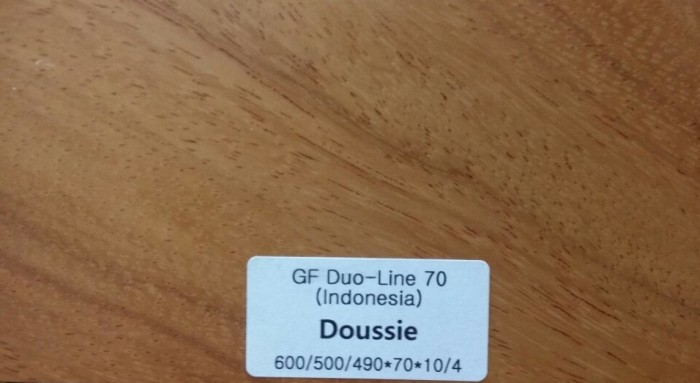 GF Duo-Line 70
(Indonesia)
Doussie
600/500/490*70*10/4